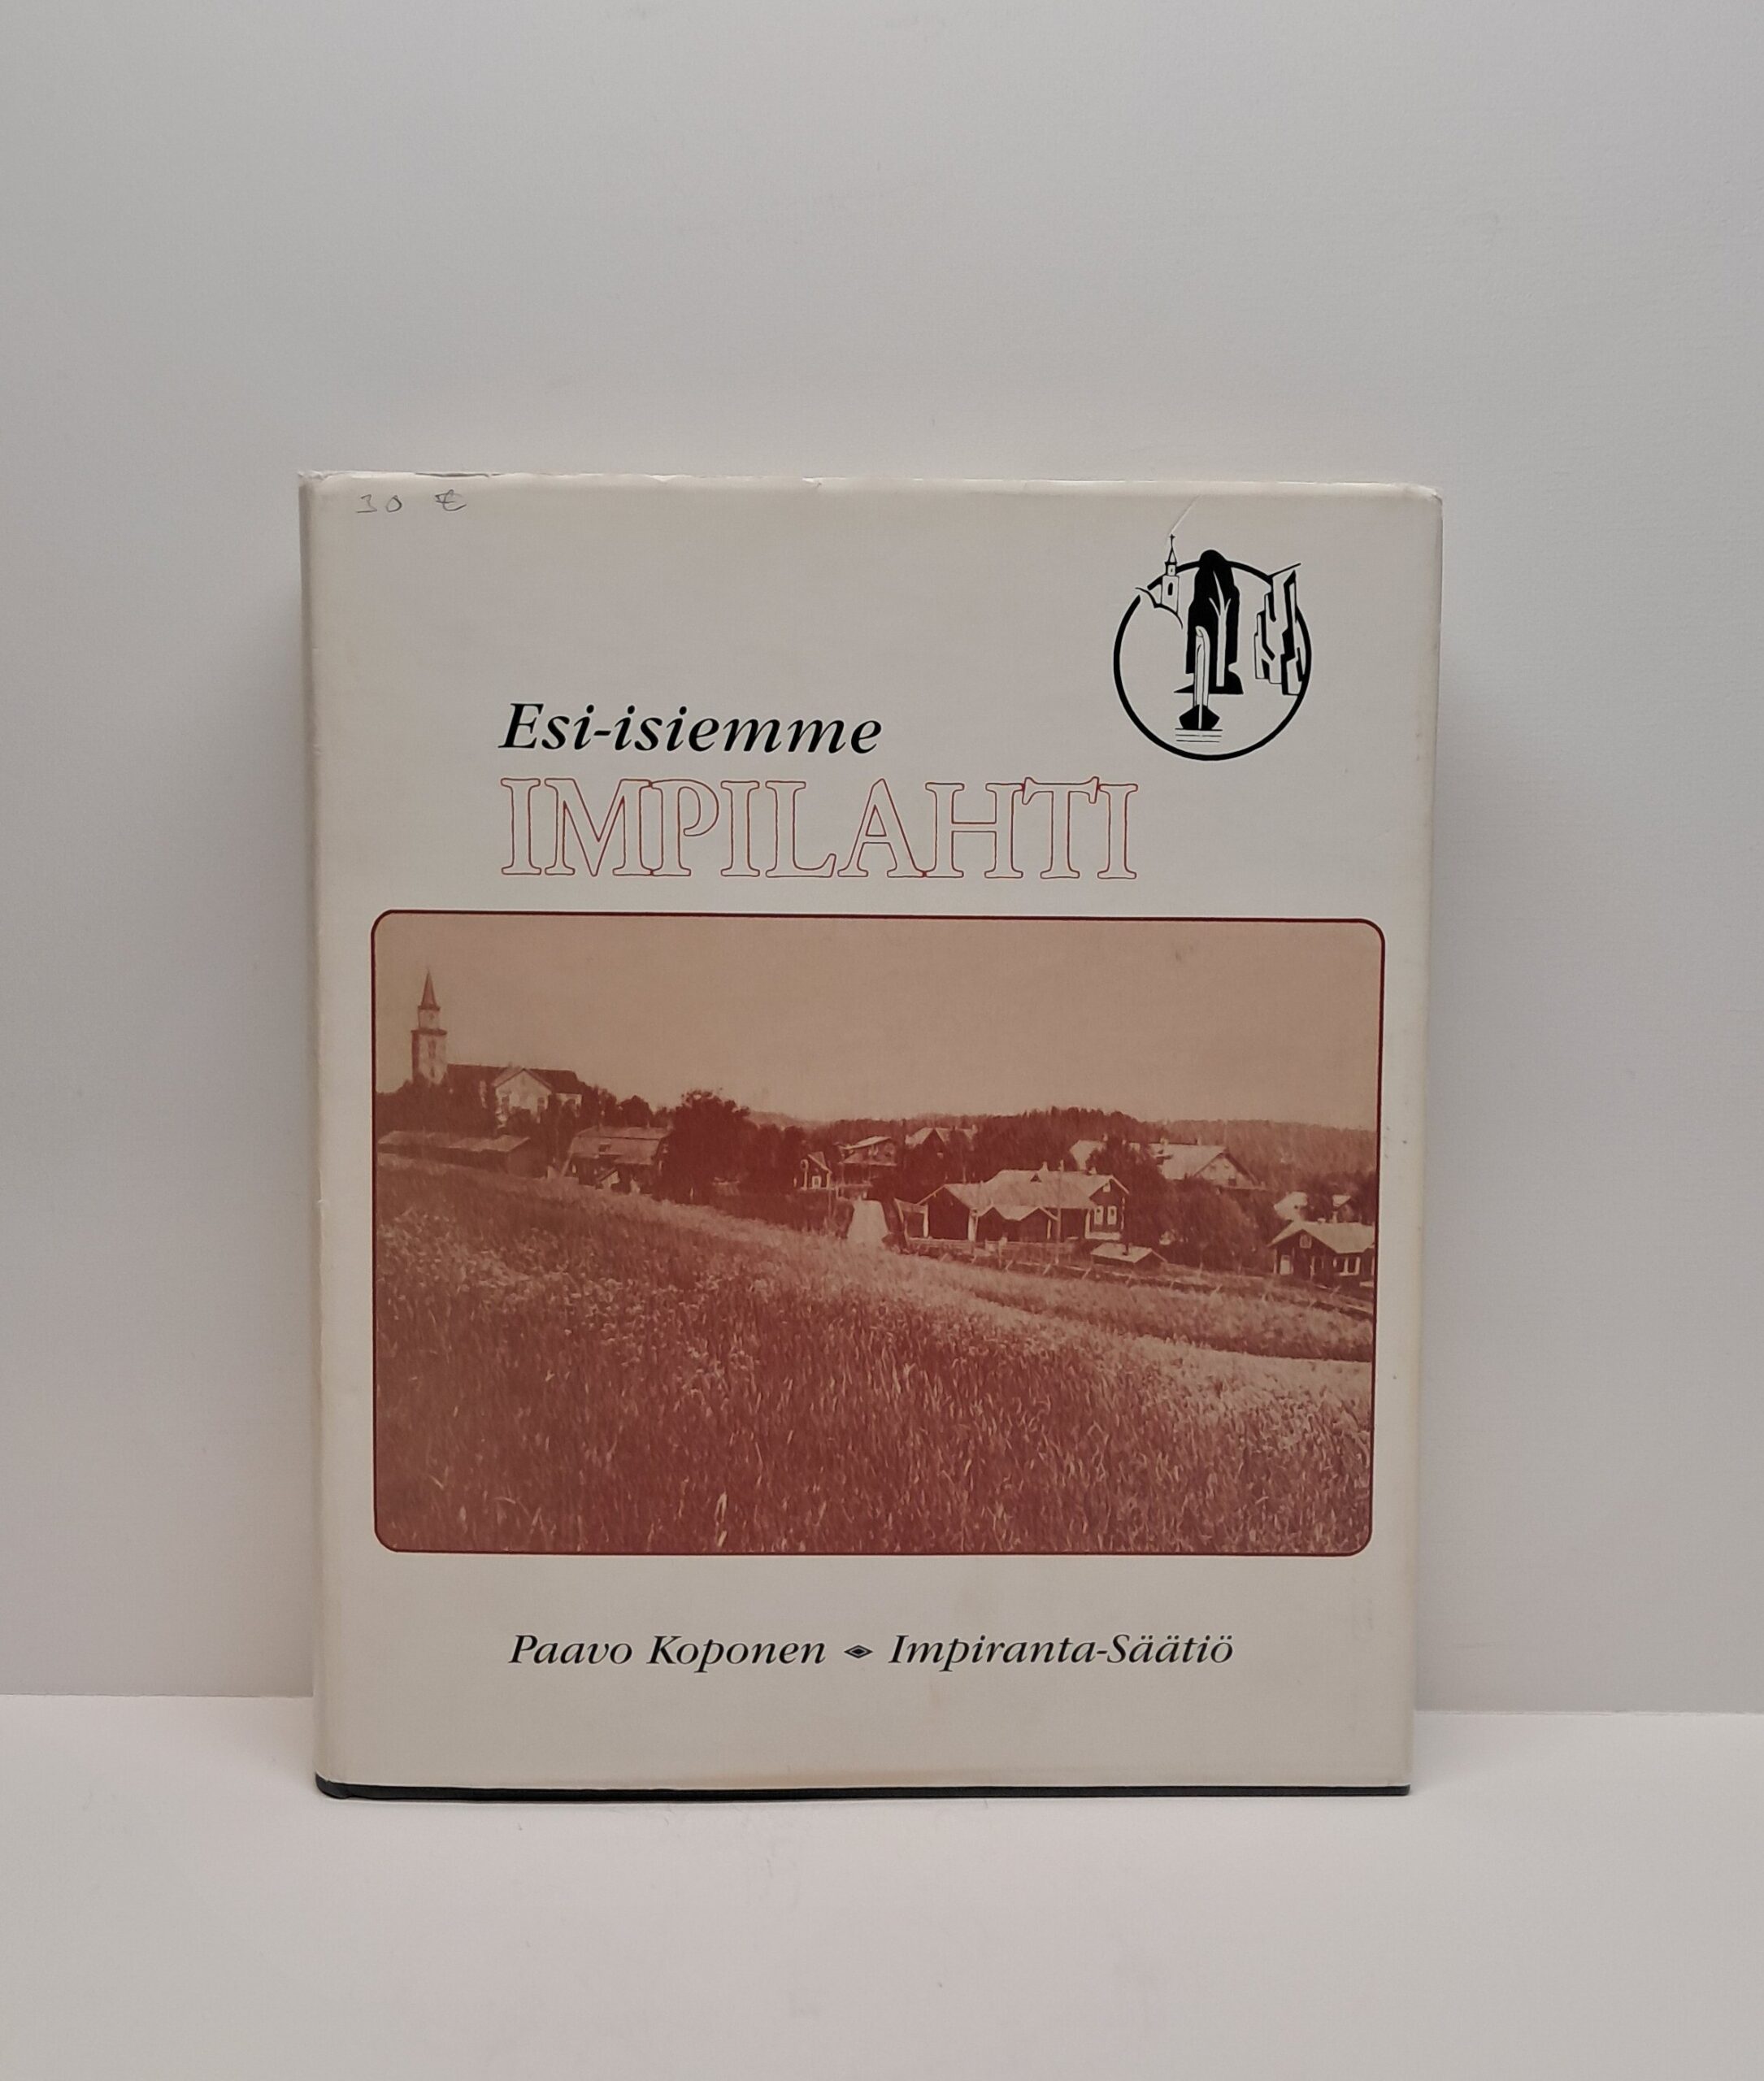 30 €
Esi-isiemme
IMPILAHTI
Paavo Koponen Impiranta-Säätiö